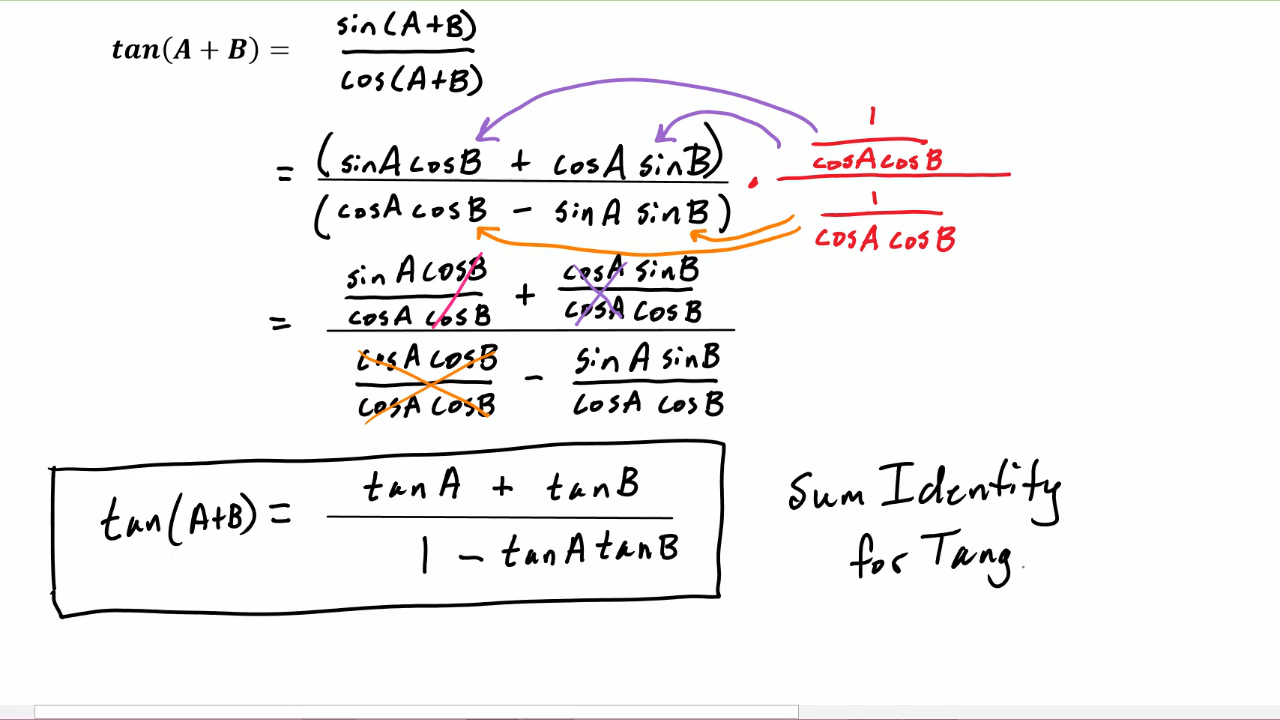 tan(A + B) = sin(A+B) / cos(A+B)
= (sinA cosB + cosA sinB) / (cosA cosB - sinA sinB) · 1/(cosA cosB) / 1/(cosA cosB)
= sinA cosB / cosA cosB + cosA sinB / cosA cosB / cosA cosB / cosA cosB - sinA sinB / cosA cosB
tan(A+B) = tanA + tanB / 1 - tanA tanB
Sum Identity
for Tang